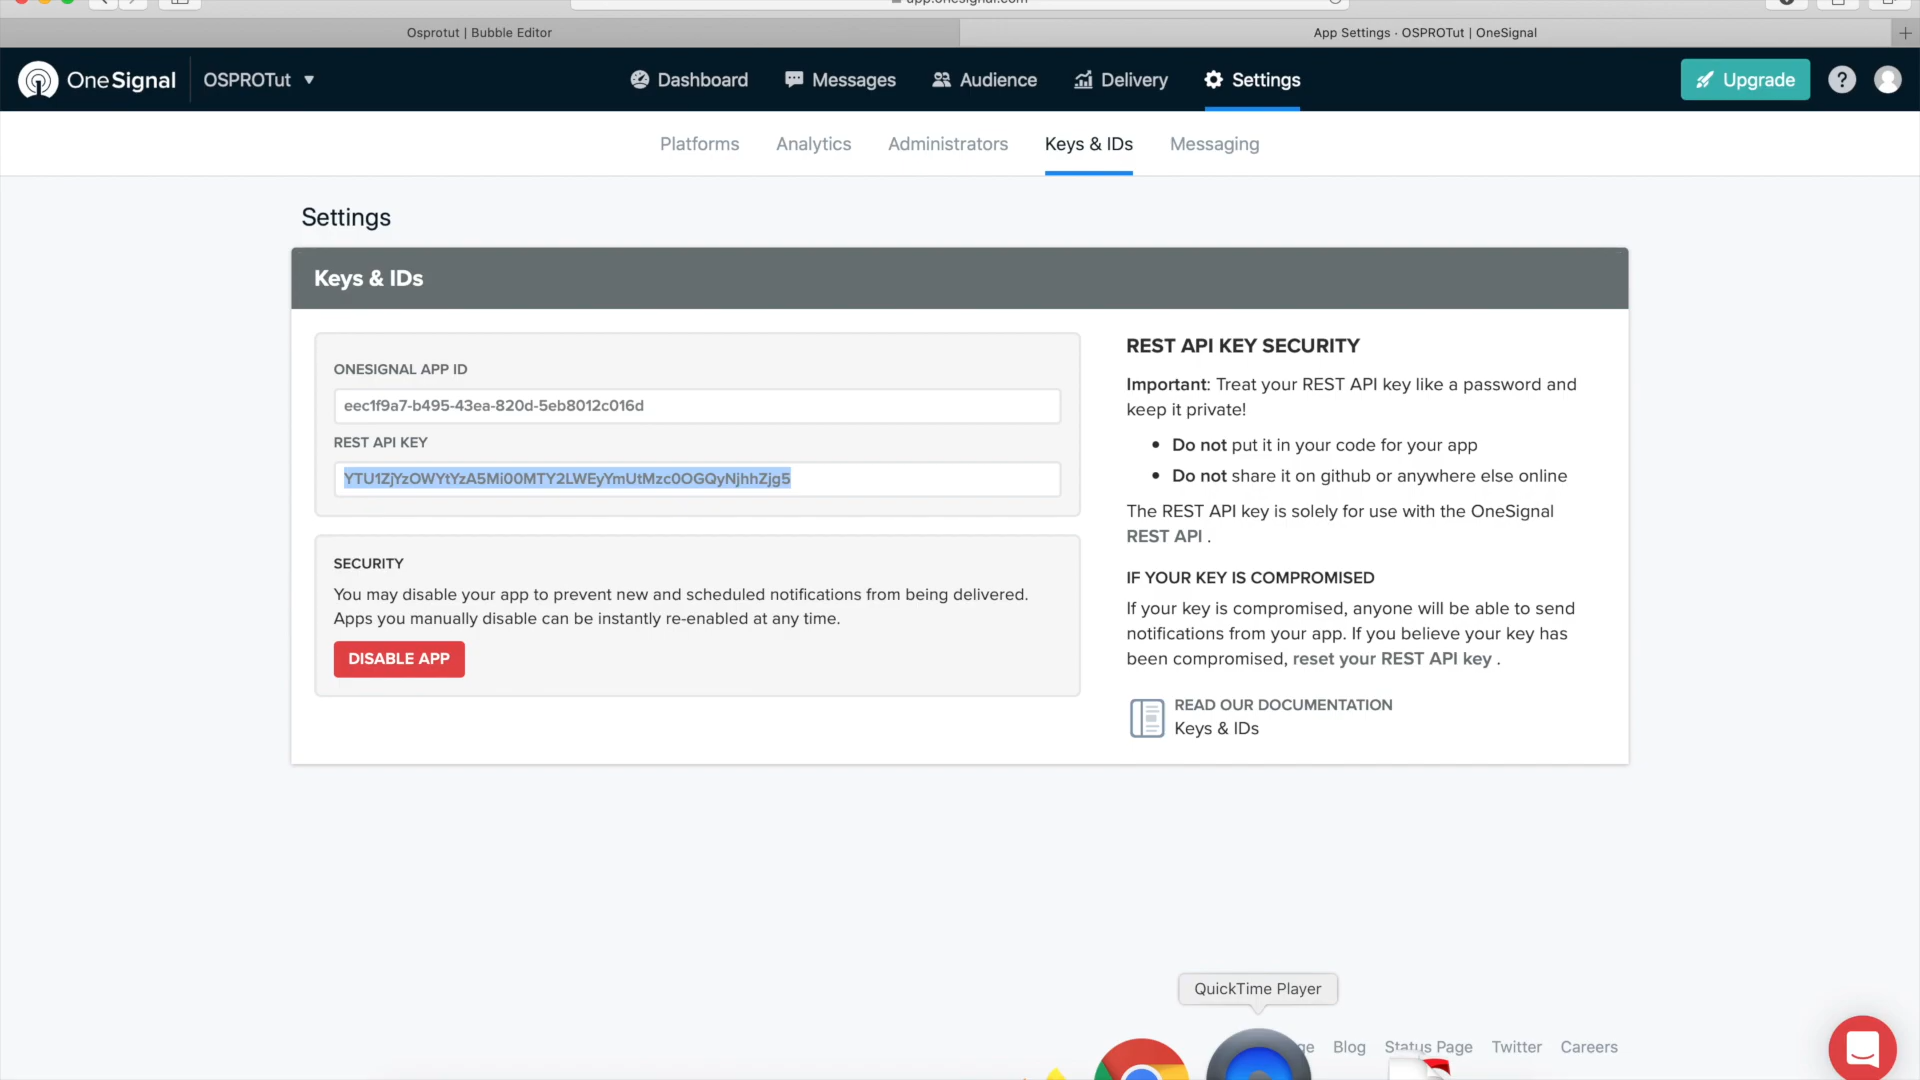 app.onesignal.com
Osprotut | Bubble Editor
App Settings · OSPROTut | OneSignal
OneSignal
OSPROTut
Dashboard
Messages
Audience
Delivery
Settings
Upgrade
?
Platforms
Analytics
Administrators
Keys & IDs
Messaging
Settings
Keys & IDs
ONESIGNAL APP ID
eec1f9a7-b495-43ea-820d-5eb8012c016d
REST API KEY
YTU1ZjYzOWYtYzA5Mi00MTY2LWEyYmUtMzc0OGQyNjhhZjg5
SECURITY
You may disable your app to prevent new and scheduled notifications from being delivered.
Apps you manually disable can be instantly re-enabled at any time.
DISABLE APP
REST API KEY SECURITY
Important: Treat your REST API key like a password and
keep it private!
• Do not put it in your code for your app
• Do not share it on github or anywhere else online
The REST API key is solely for use with the OneSignal
REST API .
IF YOUR KEY IS COMPROMISED
If your key is compromised, anyone will be able to send
notifications from your app. If you believe your key has
been compromised, reset your REST API key .
READ OUR DOCUMENTATION
Keys & IDs
QuickTime Player
Blog
Status Page
Twitter
Careers